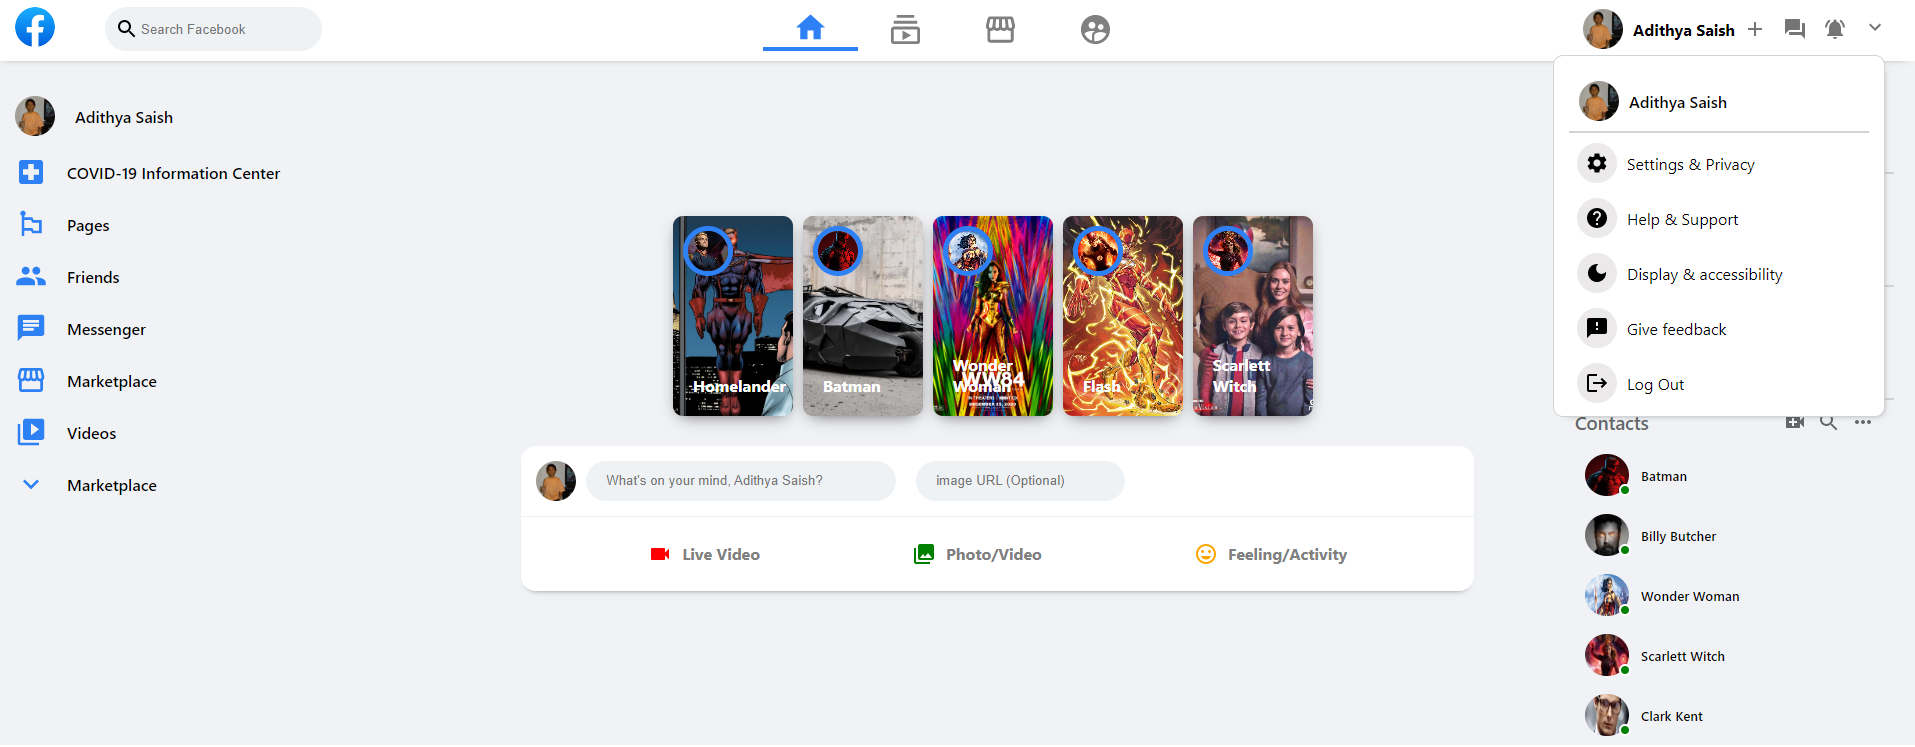 Search Facebook
Adithya Saish
Adithya Saish
COVID-19 Information Center
Pages
Friends
Messenger
Marketplace
Videos
Marketplace
Homelander
Batman
Wonder
Woman
WW84
DECEMBER 25, 2020
Flash
Scarlett
Witch
What's on your mind, Adithya Saish?
image URL (Optional)
Live Video
Photo/Video
Feeling/Activity
Adithya Saish
Settings & Privacy
Help & Support
Display & accessibility
Give feedback
Log Out
Contacts
Batman
Billy Butcher
Wonder Woman
Scarlett Witch
Clark Kent